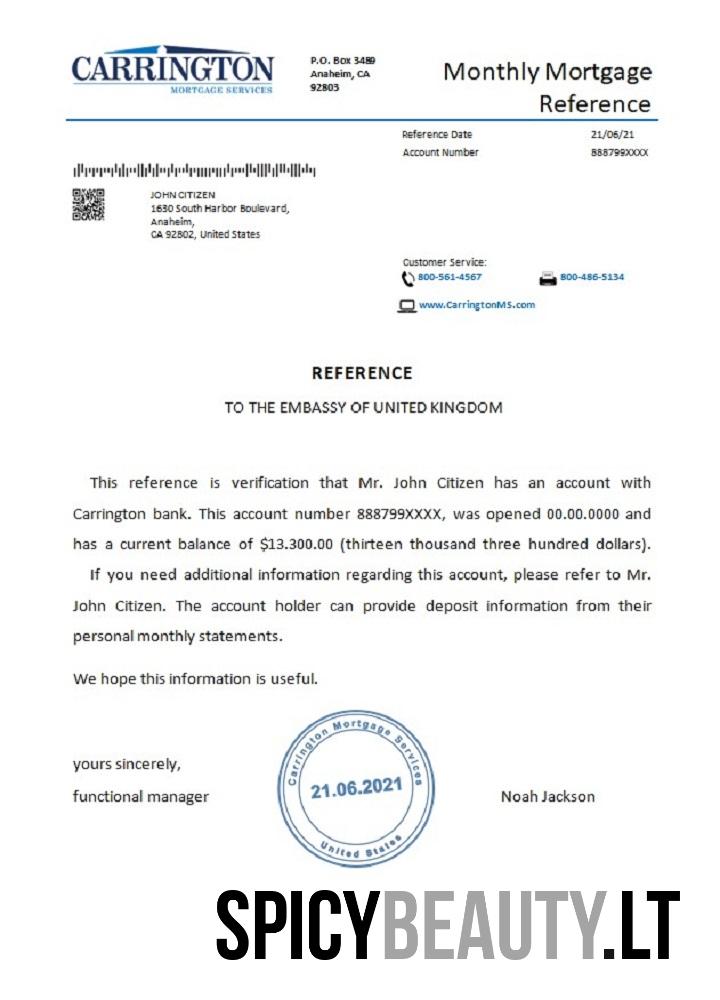 CARRINGTON
MORTGAGE SERVICES
P.O. Box 3489
Anaheim, CA
92803
Monthly Mortgage
Reference
Reference Date 21/06/21
Account Number 888799XXXX
JOHN CITIZEN
1630 South Harbor Boulevard,
Anaheim,
CA 92802, United States
Customer Service:
800-561-4567 800-486-5134
www.CarringtonMS.com
REFERENCE
TO THE EMBASSY OF UNITED KINGDOM
This reference is verification that Mr. John Citizen has an account with
Carrington bank. This account number 888799XXXX, was opened 00.00.0000 and
has a current balance of $13.300.00 (thirteen thousand three hundred dollars).
If you need additional information regarding this account, please refer to Mr.
John Citizen. The account holder can provide deposit information from their
personal monthly statements.
We hope this information is useful.
yours sincerely,
functional manager
Carrington Mortgage Services
21.06.2021
United States
Noah Jackson
SPICYBEAUTY.LT